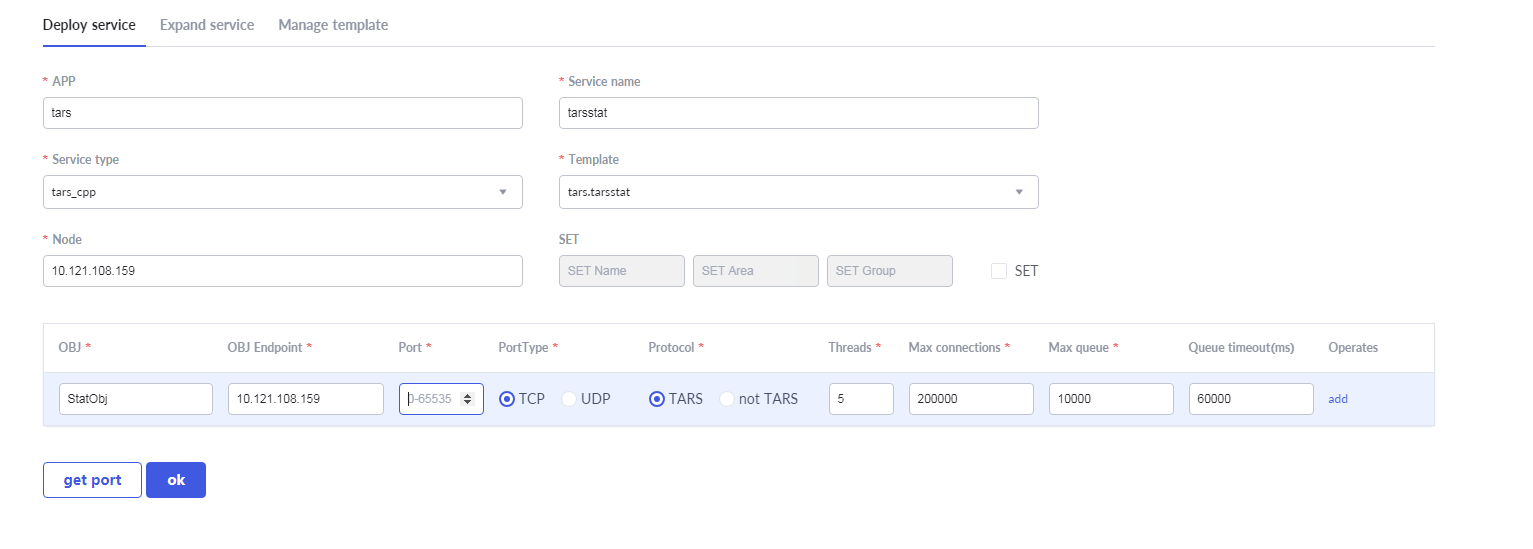 Deploy service Expand service Manage template
* APP * Service name
tars tarsstat
* Service type * Template
tars_cpp tars.tarsstat
* Node SET
10.121.108.159 SET Name SET Area SET Group SET
OBJ * OBJ Endpoint * Port * PortType * Protocol * Threads * Max connections * Max queue * Queue timeout(ms) Operates
StatObj 10.121.108.159 0-65535 TCP UDP TARS not TARS 5 200000 10000 60000 add
get port ok